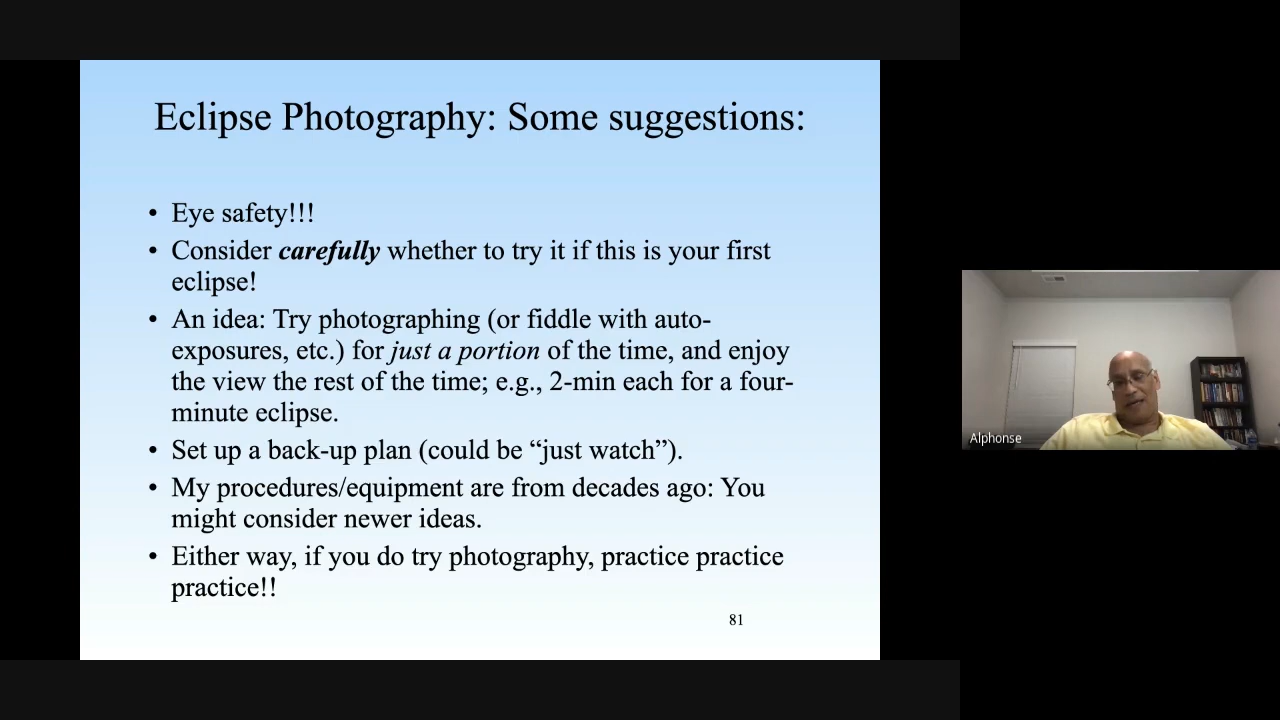 Eclipse Photography: Some suggestions:
• Eye safety!!!
• Consider carefully whether to try it if this is your first
eclipse!
• An idea: Try photographing (or fiddle with auto-
exposures, etc.) for just a portion of the time, and enjoy
the view the rest of the time; e.g., 2-min each for a four-
minute eclipse.
• Set up a back-up plan (could be “just watch”).
• My procedures/equipment are from decades ago: You
might consider newer ideas.
• Either way, if you do try photography, practice practice
practice!!
81
Alphonse